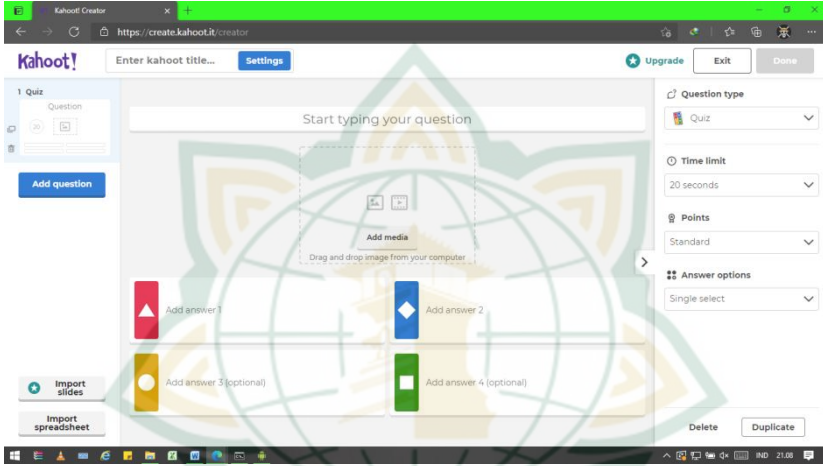 Kahoot! Creator
https://create.kahoot.it/creator
Kahoot!
Enter kahoot title...
Settings
Upgrade
Exit
Done
1 Quiz
Question
20
Add question
Import slides
Import spreadsheet
Start typing your question
Add media
Drag and drop image from your computer
Add answer 1
Add answer 2
Add answer 3 (optional)
Add answer 4 (optional)
Question type
Quiz
Time limit
20 seconds
Points
Standard
Answer options
Single select
Delete
Duplicate
IND
21.08